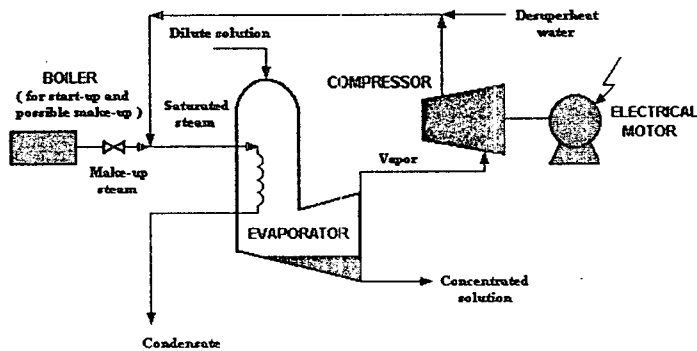 Desuperheat
water
Dilute solution
BOILER
( for start-up and
possible make-up )
Saturated
steam
COMPRESSOR
ELECTRICAL
MOTOR
Make-up
steam
Vapor
EVAPORATOR
Concentrated
solution
Condensate